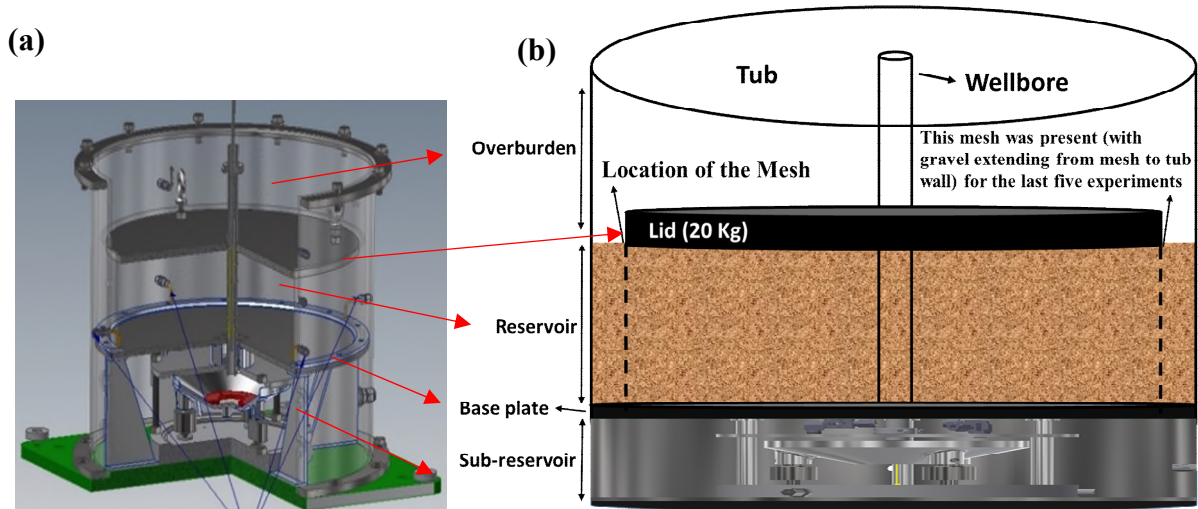 (a)
(b)
Tub
Wellbore
Overburden
Location of the Mesh
This mesh was present (with
gravel extending from mesh to tub
wall) for the last five experiments
Lid (20 Kg)
Reservoir
Base plate
Sub-reservoir